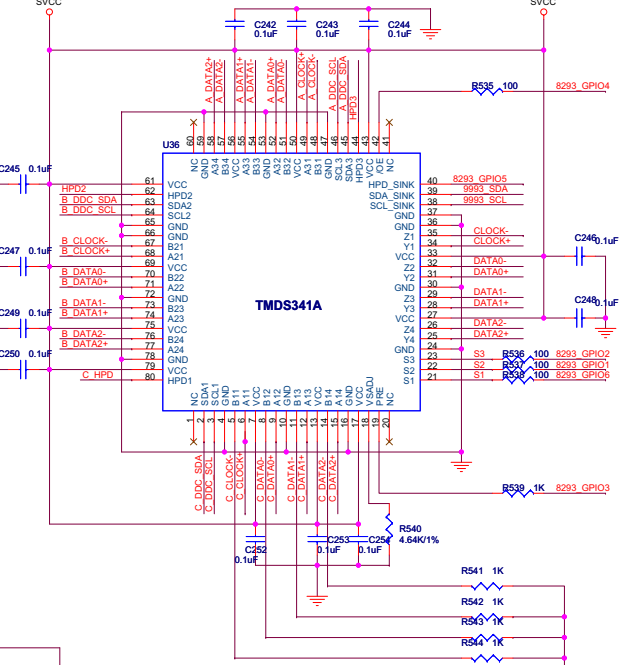 SVCC
SVCC
C242
0.1uF
C243
0.1uF
C244
0.1uF
A_DATA2+
A_DATA2-
A_DATA1+
A_DATA1-
A_DATA0+
A_DATA0-
A_CLOCK+
A_CLOCK-
A_DDC_SCL
A_DDC_SDA
HPD3
R535 100 8293_GPIO4
U36
60 59 58 57 56 55 54 53 52 51 50 49 48 47 46 45 44 43 42 41
NC GND A34 B34 VCC A33 B33 GND A32 B32 VCC A31 B31 GND SCL3 SDA3 HPD3 VCC OE NC
C245 0.1uF
61 VCC
HPD2 62 HPD2
B_DDC_SDA 63 SDA2
B_DDC_SCL 64 SCL2
65 GND
66 GND
B_CLOCK- 67 B21
B_CLOCK+ 68 A21
C247 0.1uF
69 VCC
B_DATA0- 70 B22
B_DATA0+ 71 A22
72 GND
B_DATA1- 73 B23
B_DATA1+ 74 A23
C249 0.1uF
75 VCC
B_DATA2- 76 B24
B_DATA2+ 77 A24
78 GND
C250 0.1uF
79 VCC
C_HPD 80 HPD1
TMDS341A
HPD_SINK 40 8293_GPIO5
SDA_SINK 39 9993_SDA
SCL_SINK 38 9993_SCL
GND 37
GND 36
Z1 35 CLOCK-
Y1 34 CLOCK+
VCC 33
Z2 32 DATA0-
Y2 31 DATA0+
GND 30
Z3 29 DATA1-
Y3 28 DATA1+
VCC 27
Z4 26 DATA2-
Y4 25 DATA2+
GND 24
S3 23 S3 R536 100 8293_GPIO2
S2 22 S2 R537 100 8293_GPIO1
S1 21 S1 R538 100 8293_GPIO6
C246 0.1uF
C248 0.1uF
NC SDA1 SCL1 GND B11 A11 VCC B12 A12 GND B13 A13 VCC B14 A14 GND VCC VSADJ PRE NC
1 2 3 4 5 6 7 8 9 10 11 12 13 14 15 16 17 18 19 20
C_DDC_SDA
C_DDC_SCL
C_CLOCK-
C_CLOCK+
C_DATA0-
C_DATA0+
C_DATA1-
C_DATA1+
C_DATA2-
C_DATA2+
R539 1K 8293_GPIO3
R540
4.64K/1%
C252
0.1uF
C253
0.1uF
C254
0.1uF
R541 1K
R542 1K
R543 1K
R544 1K